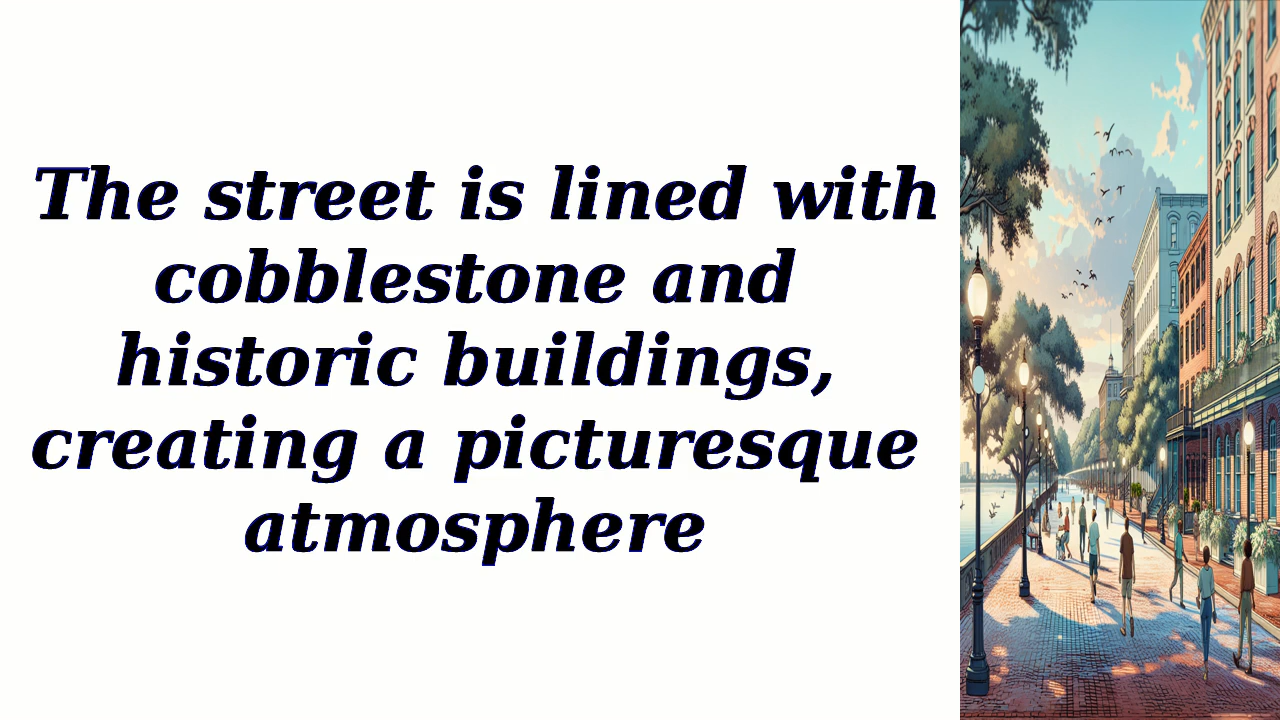 The street is lined with
cobblestone and
historic buildings,
creating a picturesque
atmosphere